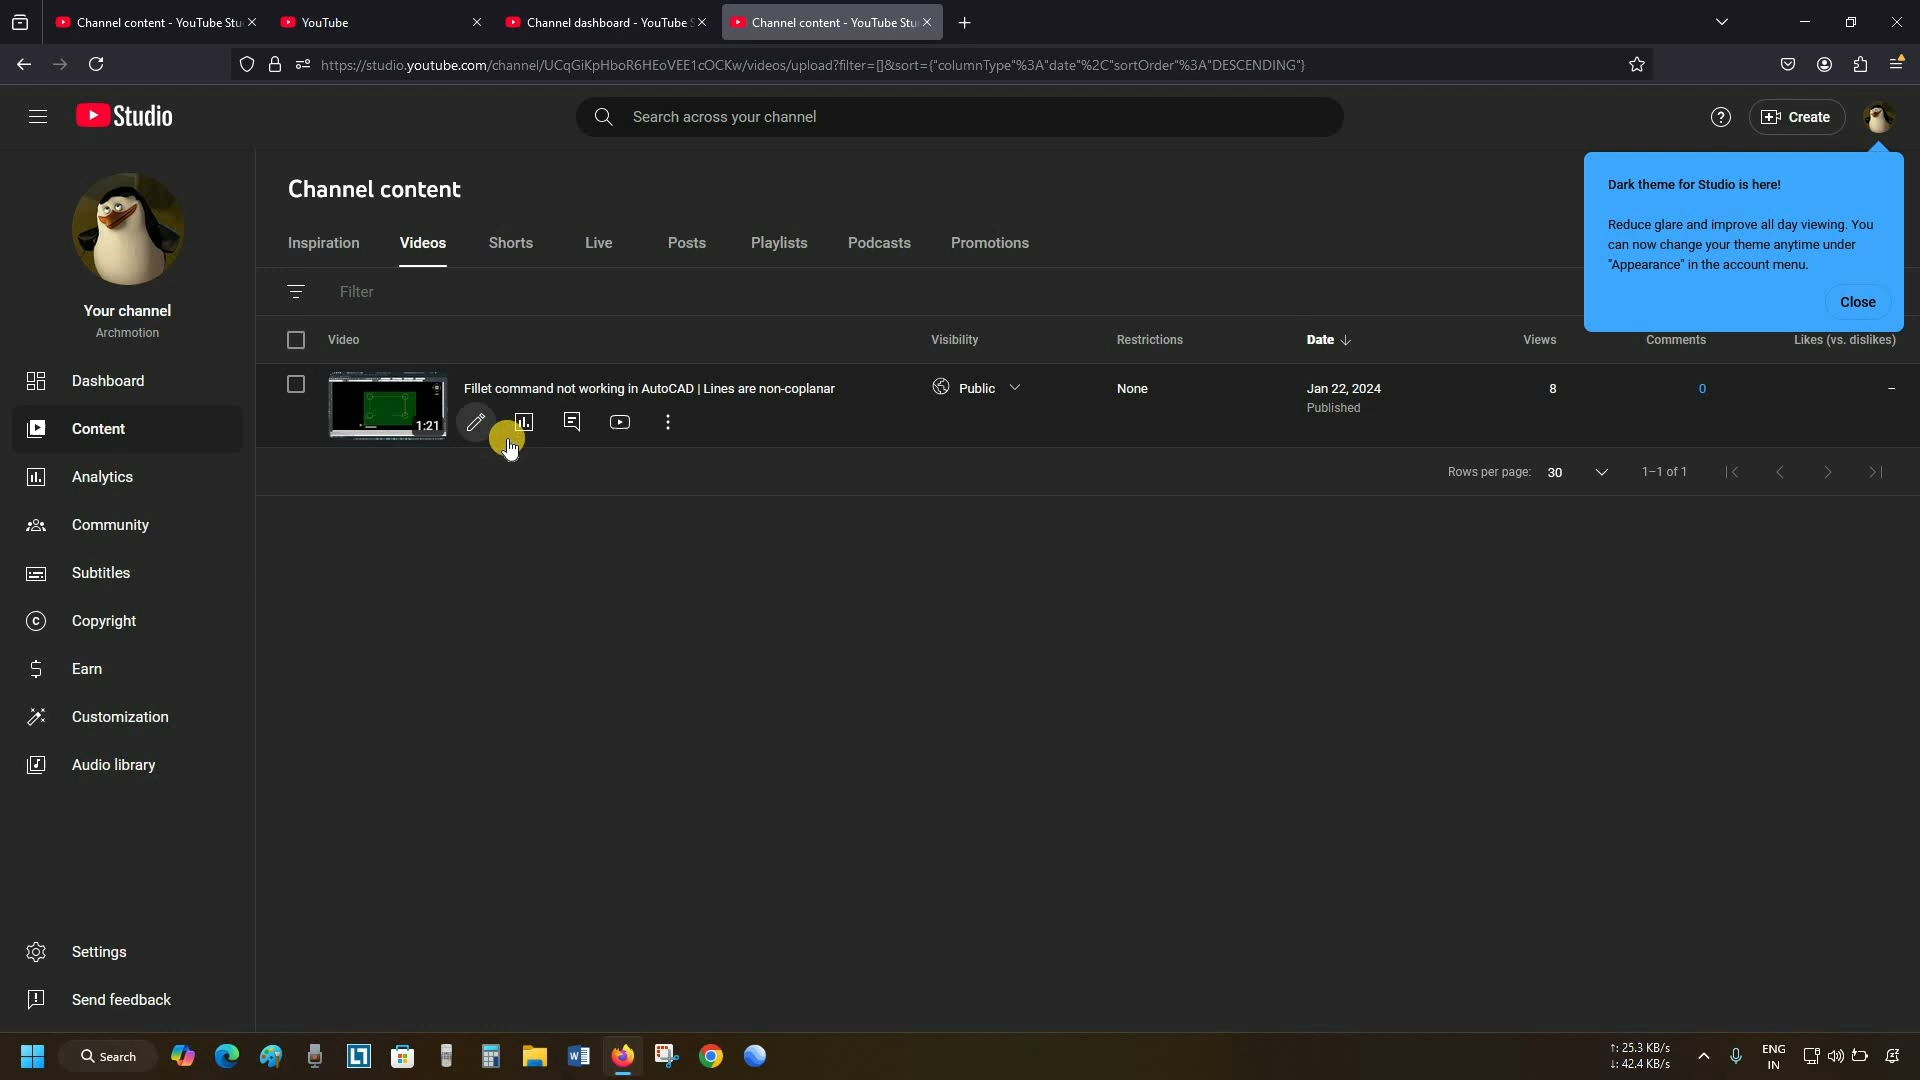 Channel content - YouTube Stu
YouTube
Channel dashboard - YouTube S
Channel content - YouTube Stu
https://studio.youtube.com/channel/UCqGiKpHboR6HEoVEE1cOCKw/videos/upload?filter=[]&sort={"columnType"%3A"date"%2C"sortOrder"%3A"DESCENDING"}
Studio
Search across your channel
Create
Dark theme for Studio is here!
Reduce glare and improve all day viewing. You
can now change your theme anytime under
"Appearance" in the account menu.
Close
Your channel
Archmotion
Dashboard
Content
Analytics
Community
Subtitles
Copyright
Earn
Customization
Audio library
Settings
Send feedback
Channel content
Inspiration Videos Shorts Live Posts Playlists Podcasts Promotions
Filter
Video Visibility Restrictions Date Views Comments Likes (vs. dislikes)
1:21
Fillet command not working in AutoCAD | Lines are non-coplanar Public None Jan 22, 2024 8 0 –
Published
Rows per page: 30 1–1 of 1
Search
↑: 25.3 KB/s
↓: 42.4 KB/s
ENG
IN